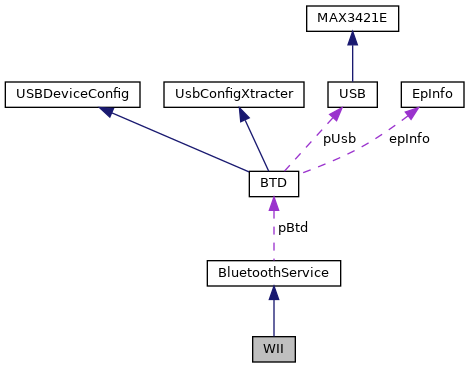 MAX3421E
USBDeviceConfig
UsbConfigXtracter
USB
EpInfo
pUsb
epInfo
BTD
pBtd
BluetoothService
WII